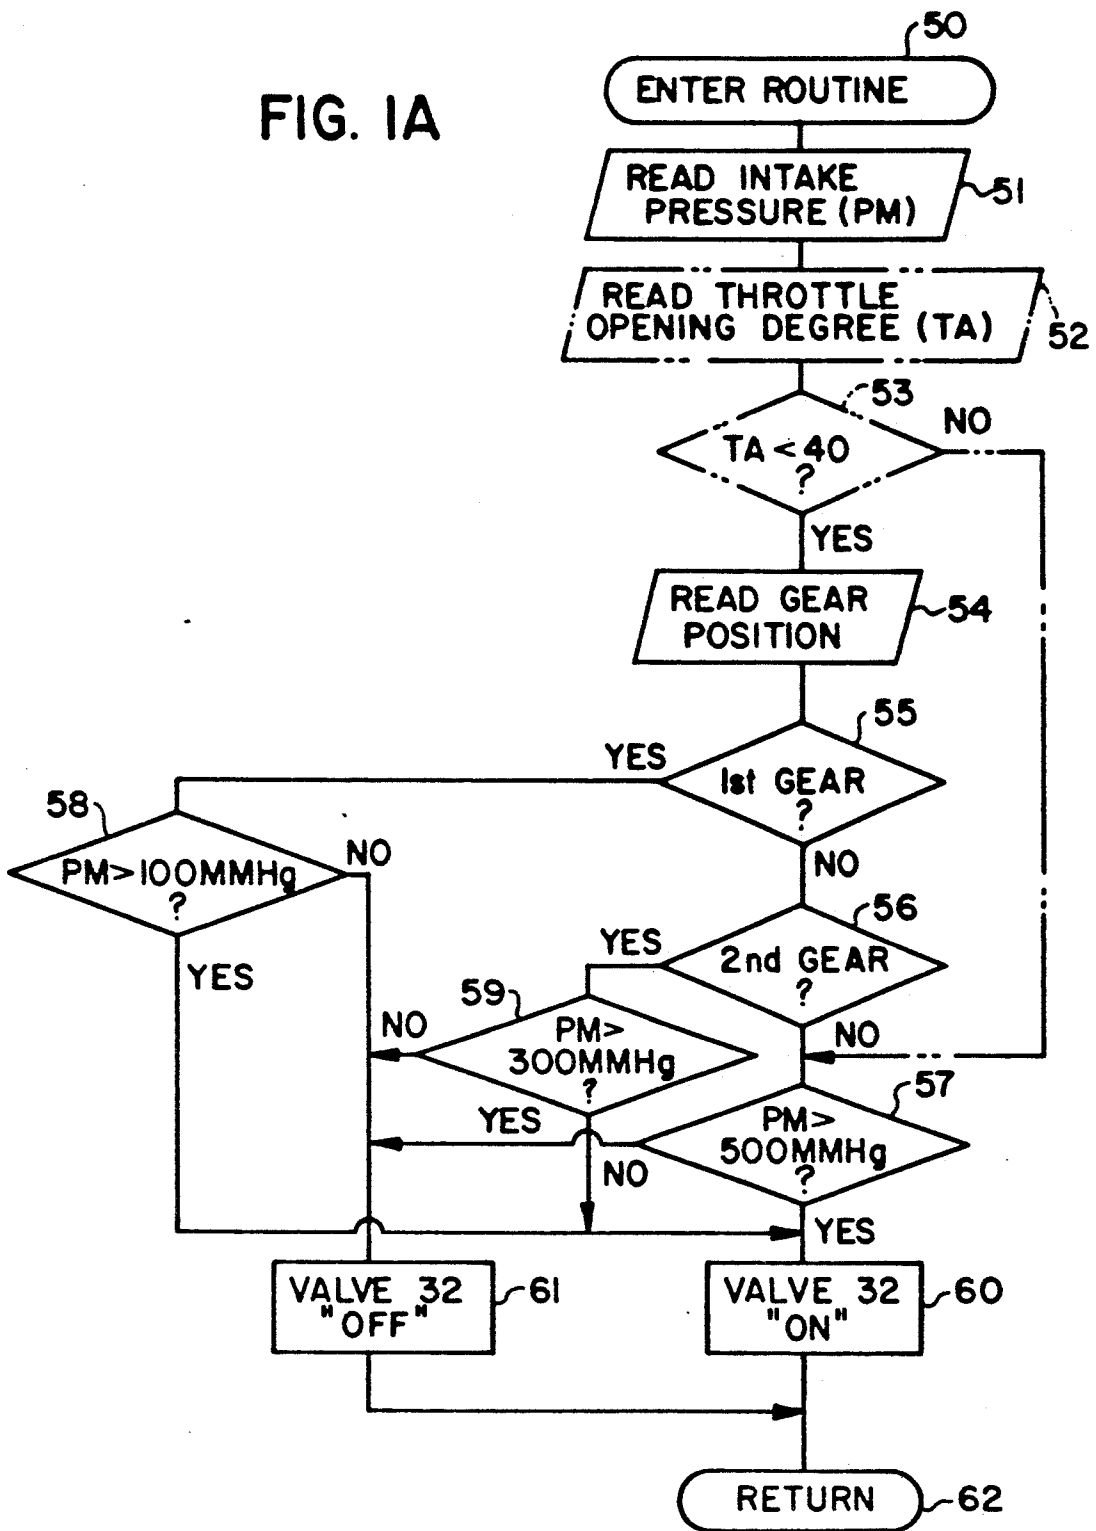 FIG. 1A
50
ENTER ROUTINE
READ INTAKE
PRESSURE (PM)
51
READ THROTTLE
OPENING DEGREE (TA)
52
53
NO
TA < 40
?
YES
READ GEAR
POSITION
54
55
YES
1st GEAR
?
58
NO
PM > 100MMHg
?
NO
56
YES
2nd GEAR
?
YES
59
NO
NO
PM >
300MMHg
?
57
YES
PM >
500MMHg
?
NO
YES
VALVE 32
"OFF"
61
VALVE 32
"ON"
60
RETURN
62